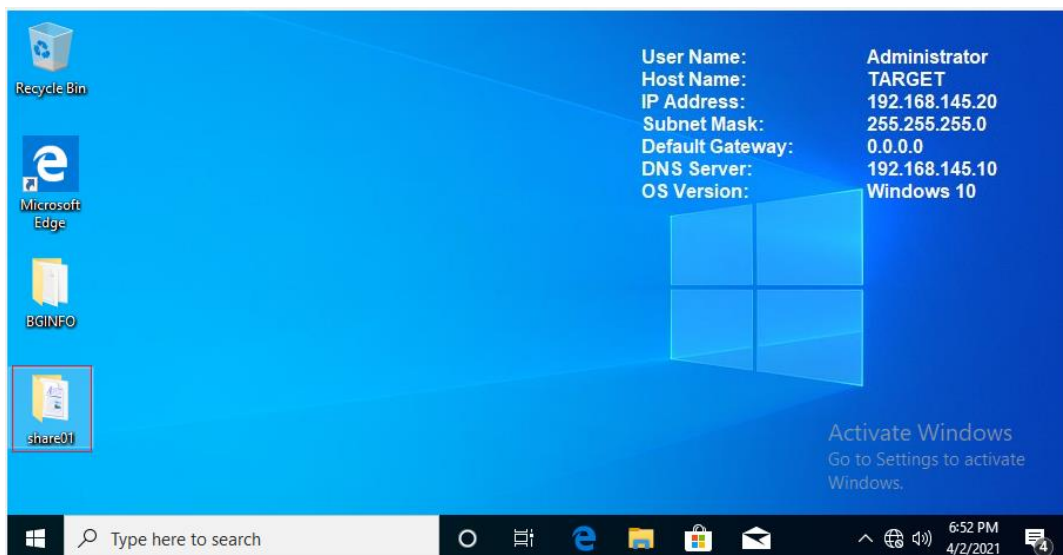 Recycle Bin
Microsoft
Edge
BGINFO
share01
User Name: Administrator
Host Name: TARGET
IP Address: 192.168.145.20
Subnet Mask: 255.255.255.0
Default Gateway: 0.0.0.0
DNS Server: 192.168.145.10
OS Version: Windows 10
Activate Windows
Go to Settings to activate
Windows.
Type here to search
6:52 PM
4/2/2021
4